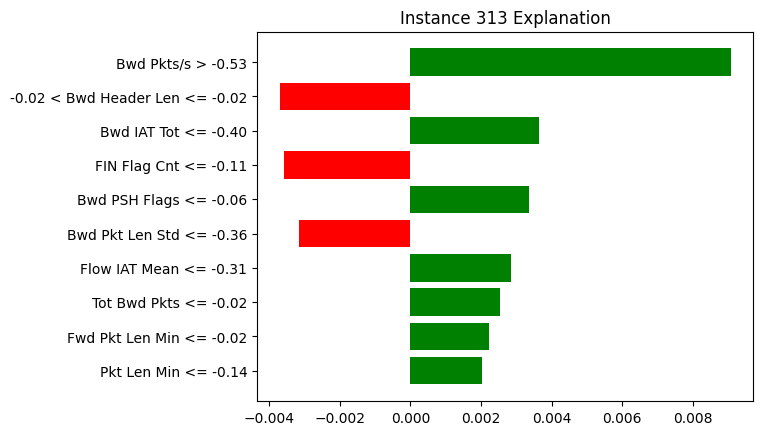 Instance 313 Explanation
Bwd Pkts/s > -0.53
-0.02 < Bwd Header Len <= -0.02
Bwd IAT Tot <= -0.40
FIN Flag Cnt <= -0.11
Bwd PSH Flags <= -0.06
Bwd Pkt Len Std <= -0.36
Flow IAT Mean <= -0.31
Tot Bwd Pkts <= -0.02
Fwd Pkt Len Min <= -0.02
Pkt Len Min <= -0.14
−0.004 −0.002 0.000 0.002 0.004 0.006 0.008